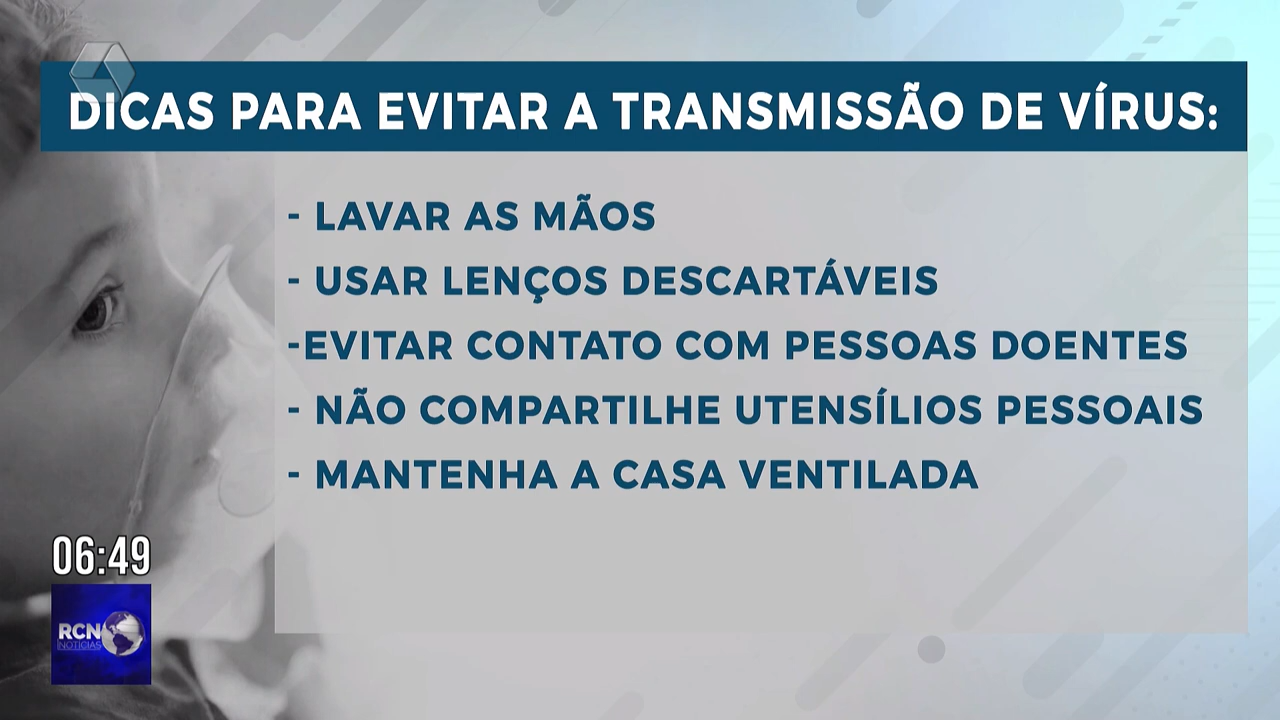 DICAS PARA EVITAR A TRANSMISSÃO DE VÍRUS:
- LAVAR AS MÃOS
- USAR LENÇOS DESCARTÁVEIS
-EVITAR CONTATO COM PESSOAS DOENTES
- NÃO COMPARTILHE UTENSÍLIOS PESSOAIS
- MANTENHA A CASA VENTILADA
06:49
RCN
NOTÍCIAS